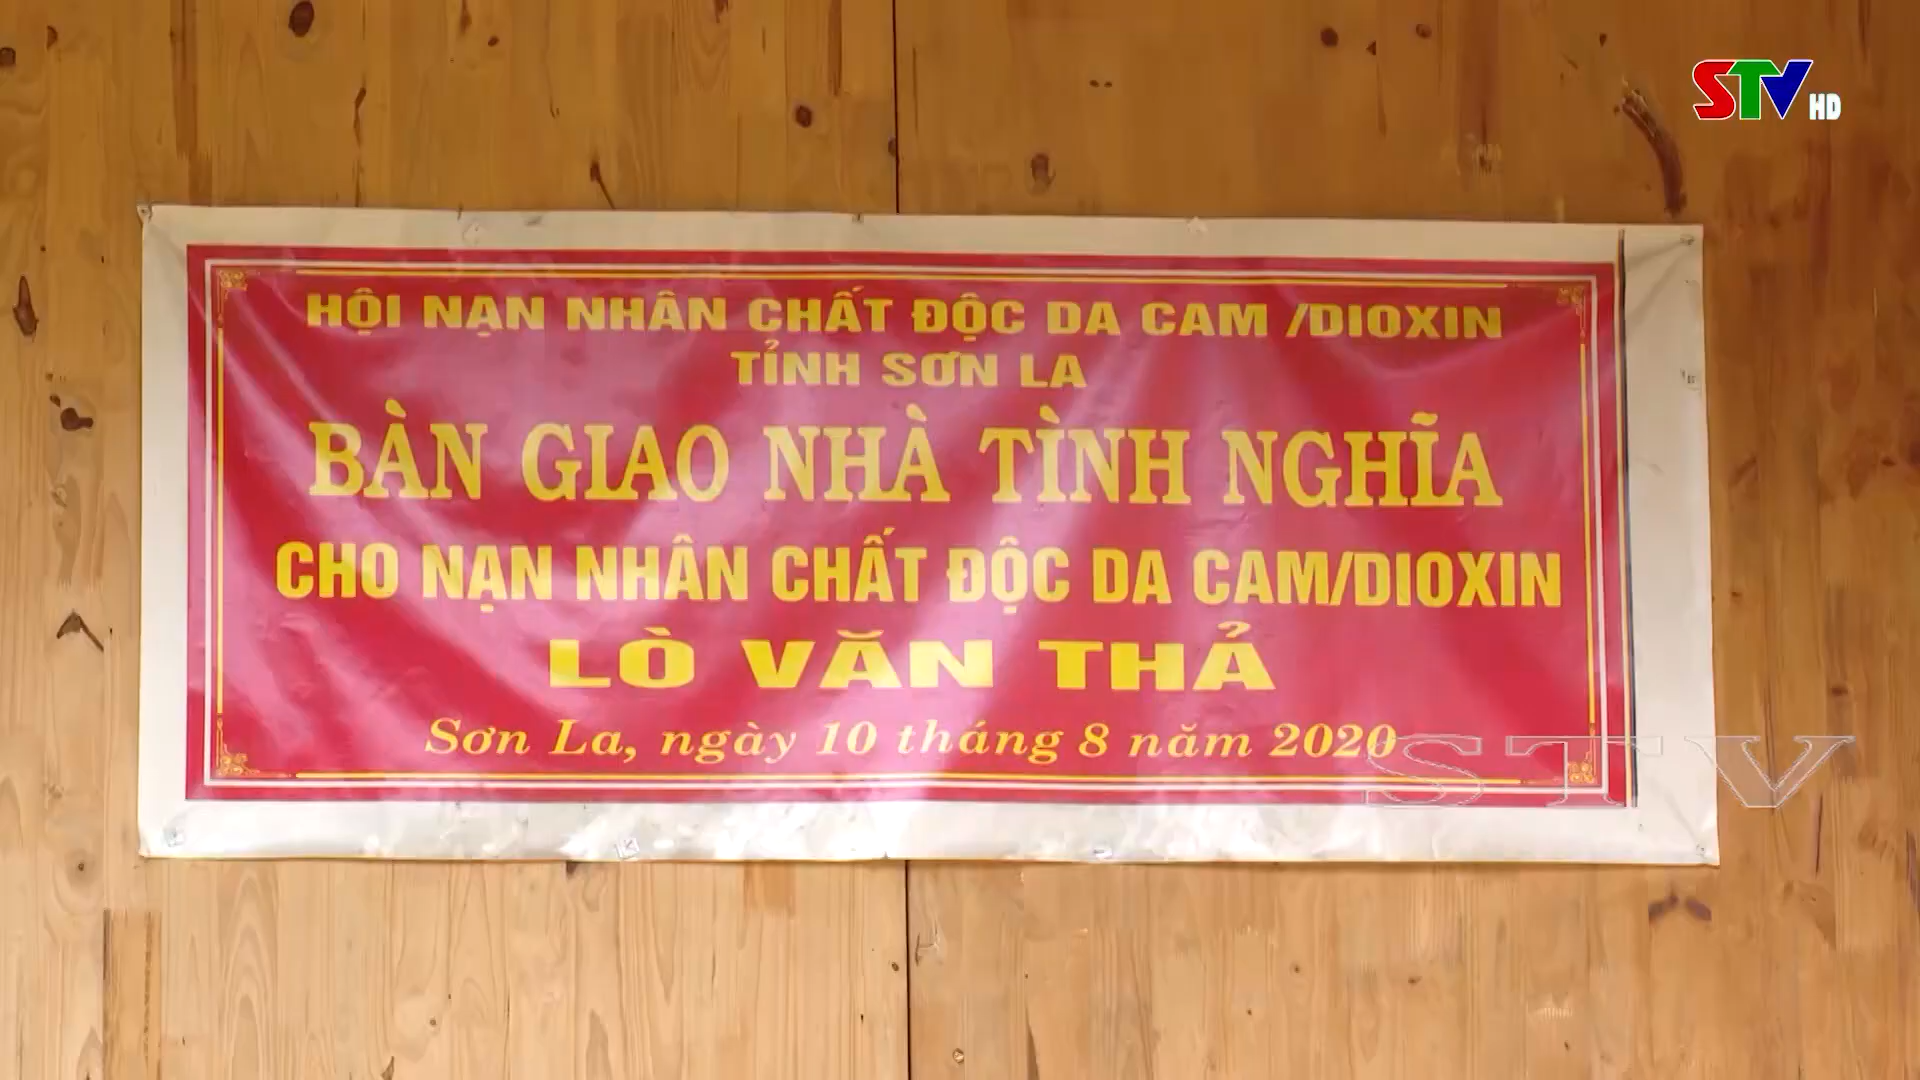 STV HD
HỘI NẠN NHÂN CHẤT ĐỘC DA CAM /DIOXIN
TỈNH SƠN LA
BÀN GIAO NHÀ TÌNH NGHĨA
CHO NẠN NHÂN CHẤT ĐỘC DA CAM/DIOXIN
LÒ VĂN THẢ
Sơn La, ngày 10 tháng 8 năm 2020
STV